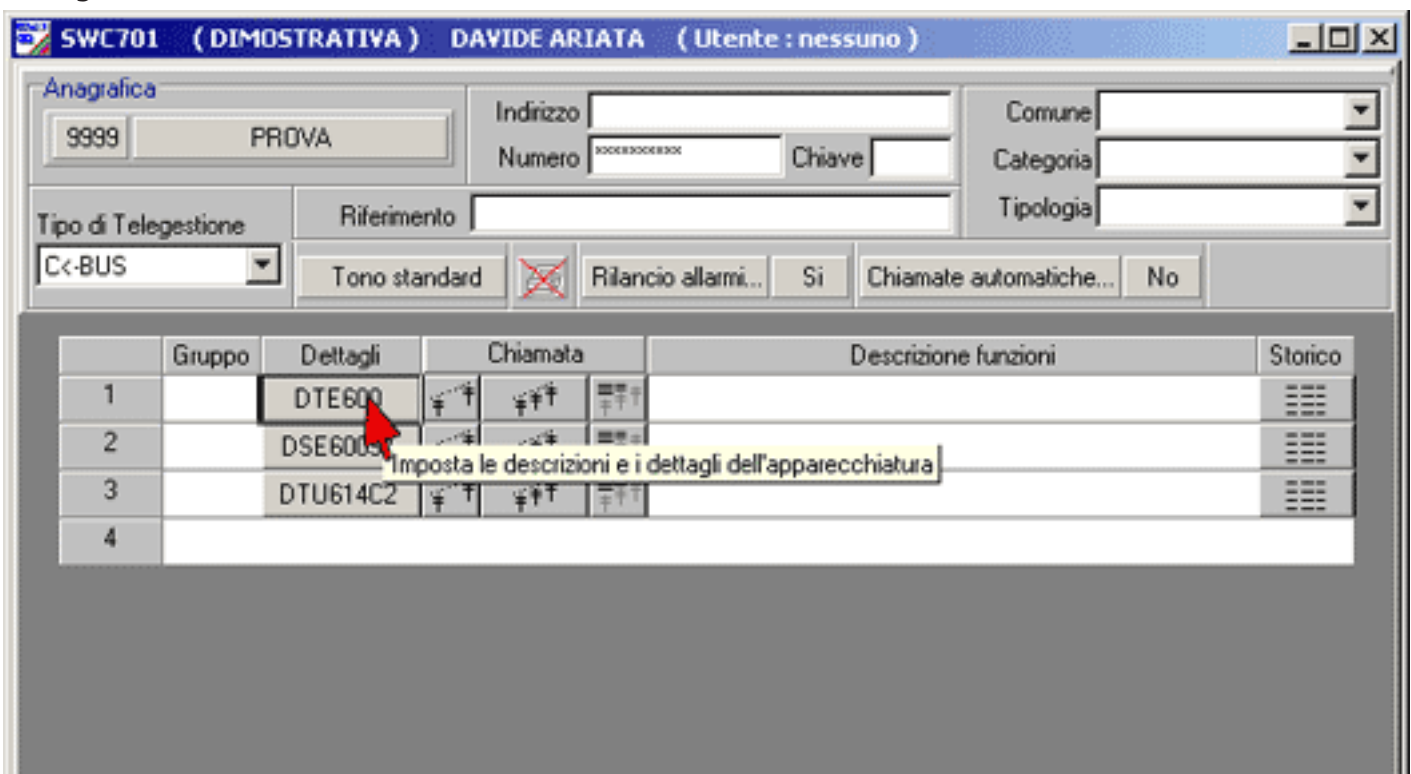 SWC701 ( DIMOSTRATIVA ) DAVIDE ARIATA ( Utente : nessuno )
Anagrafica
9999 PROVA
Indirizzo
Numero xxxxxxxxxx Chiave
Comune
Categoria
Tipologia
Tipo di Telegestione
C<-BUS
Riferimento
Tono standard Rilancio allarmi... Si Chiamate automatiche... No
Gruppo Dettagli Chiamata Descrizione funzioni Storico
1 DTE600
2
Imposta le descrizioni e i dettagli dell'apparecchiatura
3 DTU614C2
4